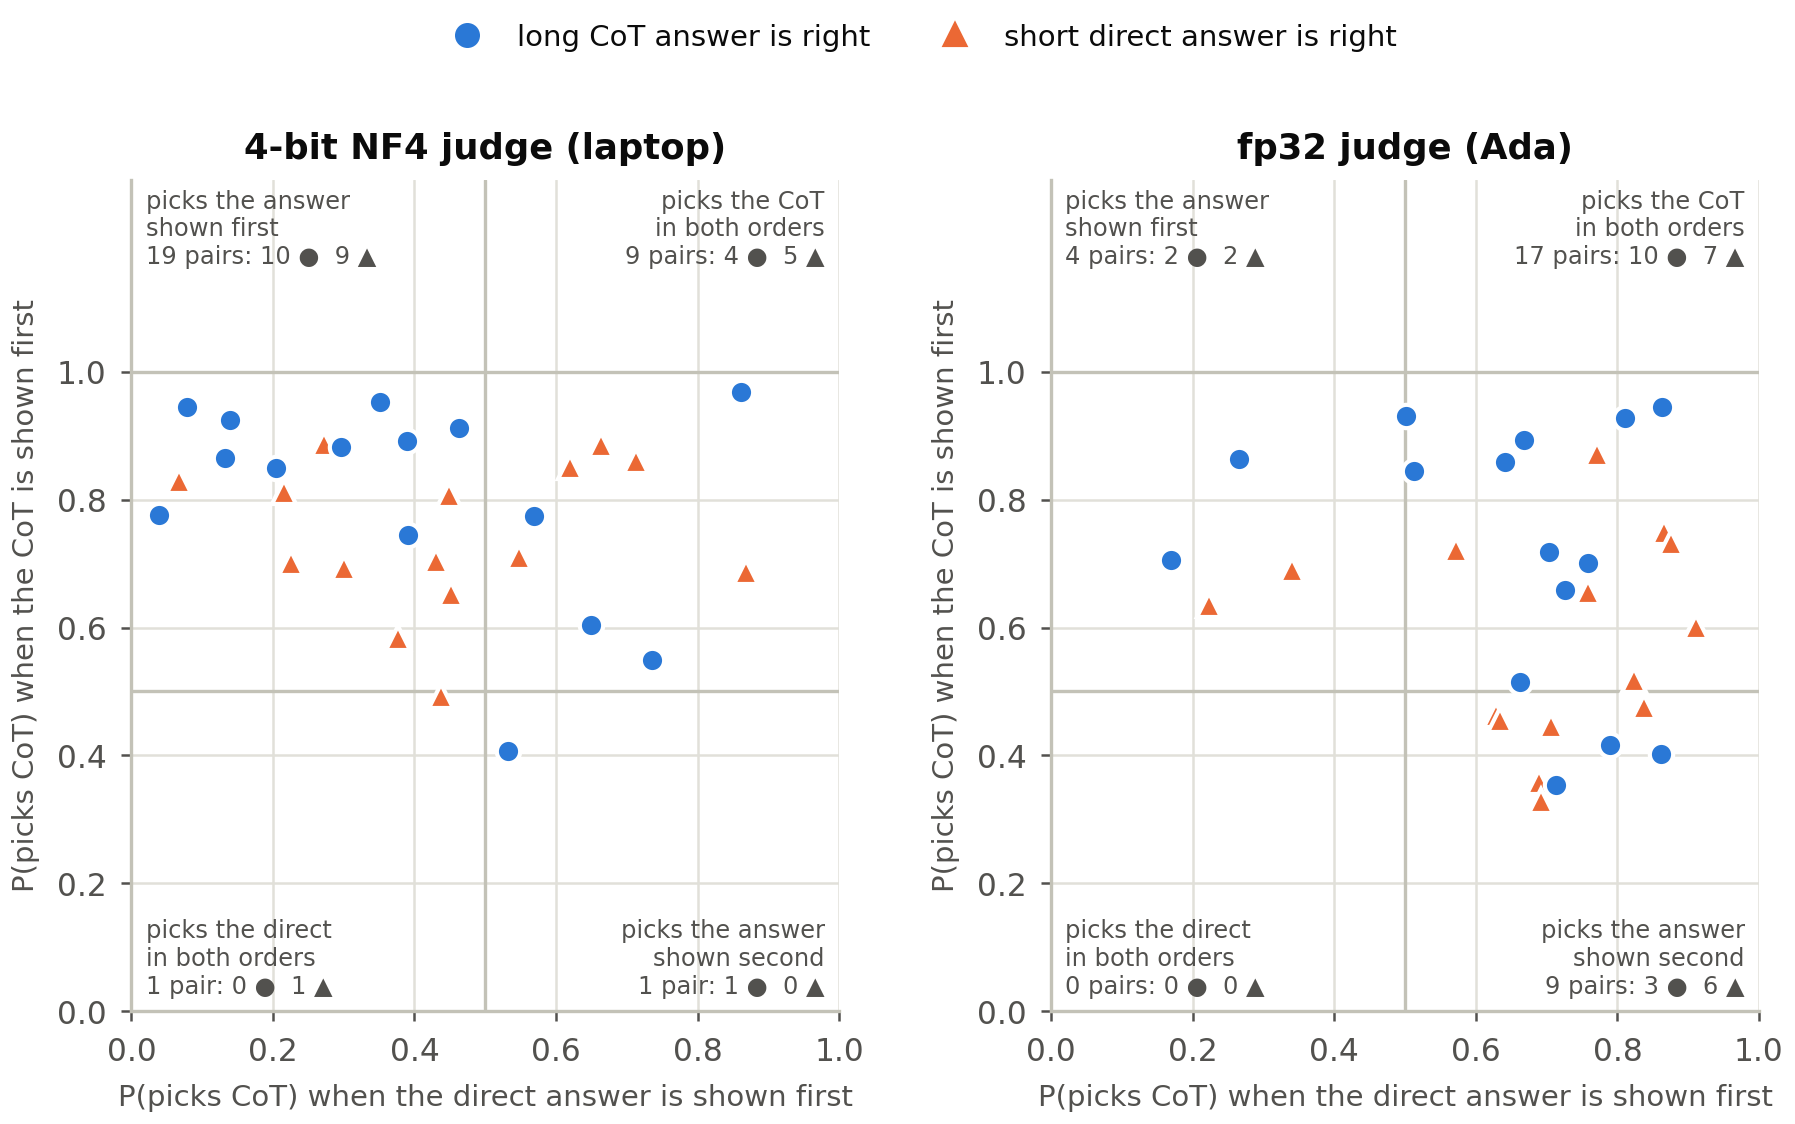 ● long CoT answer is right ▲ short direct answer is right
4-bit NF4 judge (laptop)
picks the answer
shown first
19 pairs: 10 ● 9 ▲
picks the CoT
in both orders
9 pairs: 4 ● 5 ▲
P(picks CoT) when the CoT is shown first
1.0
0.8
0.6
0.4
0.2
0.0
picks the direct
in both orders
1 pair: 0 ● 1 ▲
picks the answer
shown second
1 pair: 1 ● 0 ▲
0.0 0.2 0.4 0.6 0.8 1.0
P(picks CoT) when the direct answer is shown first
fp32 judge (Ada)
picks the answer
shown first
4 pairs: 2 ● 2 ▲
picks the CoT
in both orders
17 pairs: 10 ● 7 ▲
P(picks CoT) when the CoT is shown first
1.0
0.8
0.6
0.4
0.2
0.0
picks the direct
in both orders
0 pairs: 0 ● 0 ▲
picks the answer
shown second
9 pairs: 3 ● 6 ▲
0.0 0.2 0.4 0.6 0.8 1.0
P(picks CoT) when the direct answer is shown first